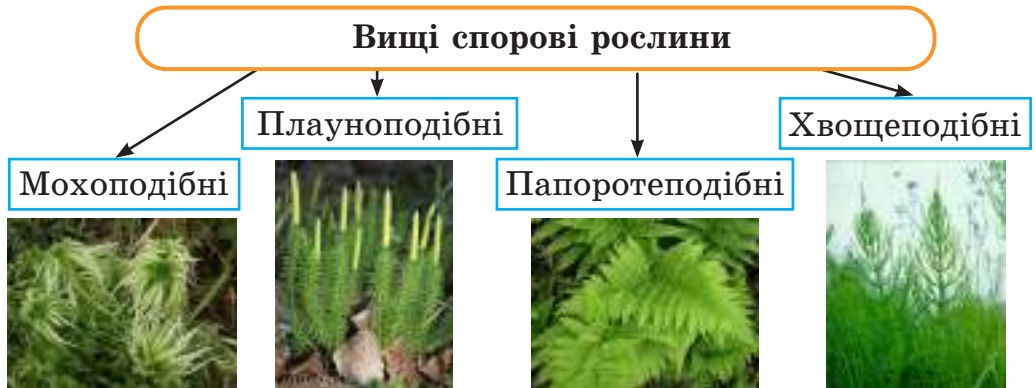 Вищі спорові рослини
Плауноподібні
Хвощеподібні
Мохоподібні
Папоротеподібні